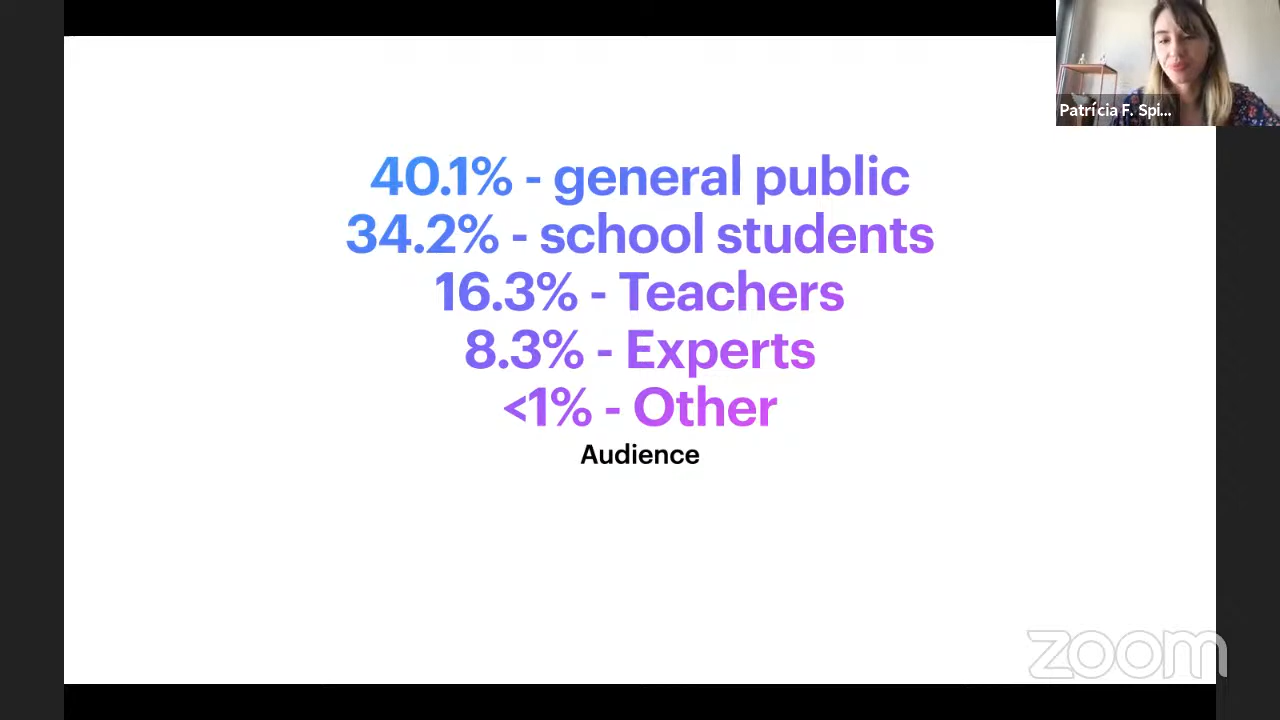 Patrícia F. Spi...
40.1% - general public
34.2% - school students
16.3% - Teachers
8.3% - Experts
<1% - Other
Audience
zoom